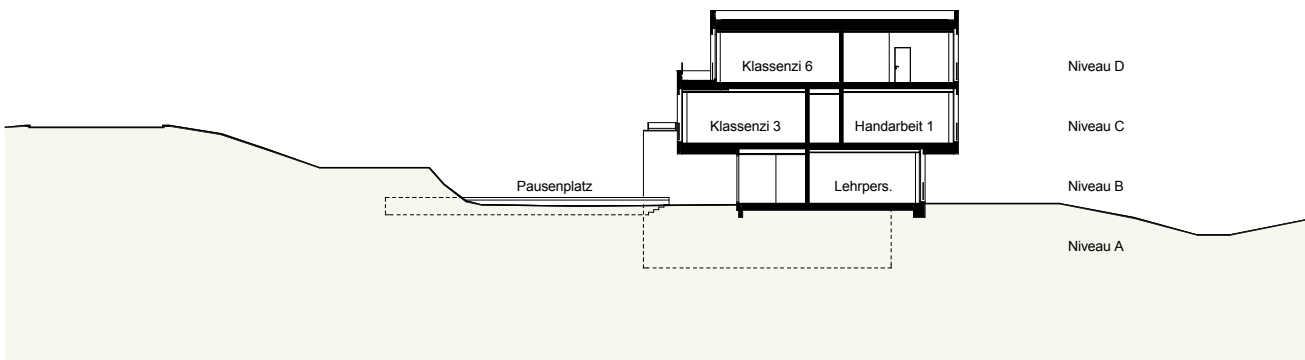 Klassenzi 6
Niveau D
Klassenzi 3
Handarbeit 1
Niveau C
Pausenplatz
Lehrpers.
Niveau B
Niveau A